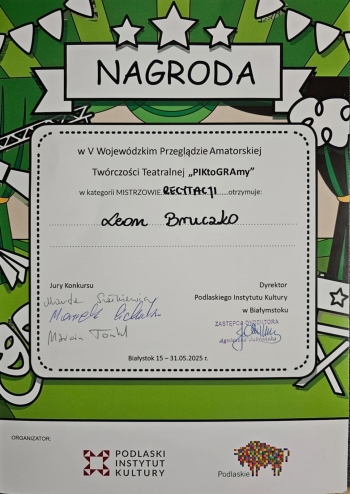 NAGRODA
w V Wojewódzkim Przeglądzie Amatorskiej
Twórczości Teatralnej „PIKtoGRAmy”
w kategorii MISTRZOWIE RECYTACJI otrzymuje:
Leon Bruczko
Jury Konkursu
Dyrektor
Podlaskiego Instytutu Kultury
w Białymstoku
ZASTĘPCA DYREKTORA
Białystok 15 – 31.05.2025 r.
ORGANIZATOR:
PODLASKI
INSTYTUT
KULTURY
Podlaskie